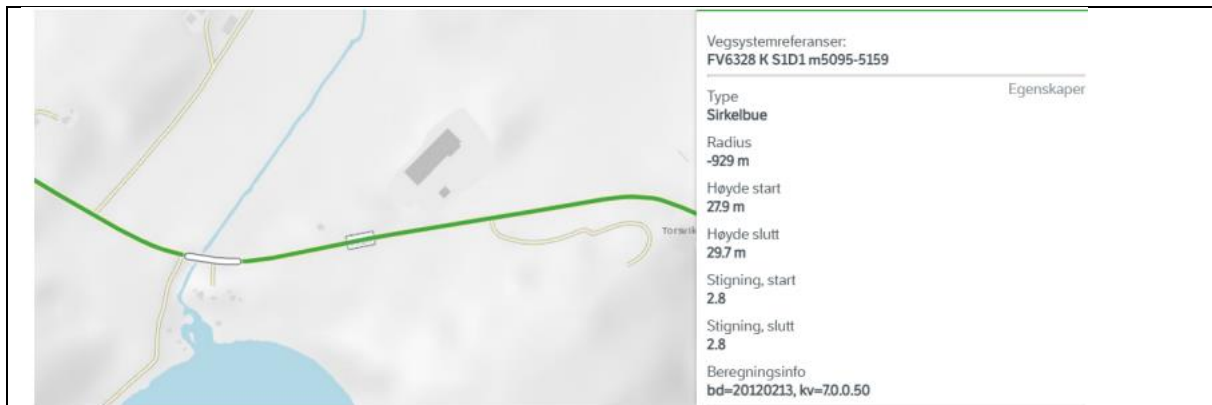 Vegsystemreferanser:
FV6328 K S1D1 m5095-5159
Egenskaper
Type
Sirkelbue
Radius
-929 m
Høyde start
27.9 m
Høyde slutt
29.7 m
Stigning, start
2.8
Stigning, slutt
2.8
Beregningsinfo
bd=20120213, kv=7.0.0.50